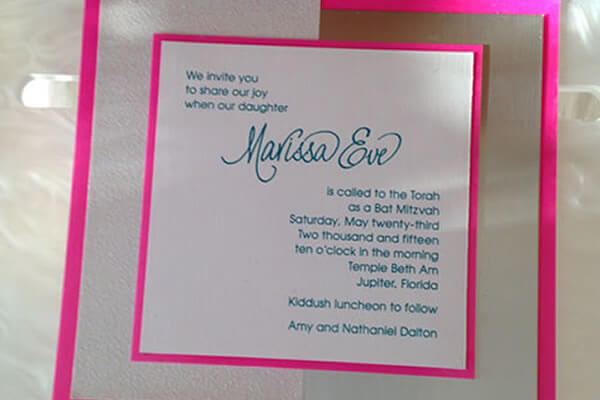 We invite you
to share our joy
when our daughter
Marissa Eve
is called to the Torah
as a Bat Mitzvah
Saturday, May twenty-third
Two thousand and fifteen
ten o'clock in the morning
Temple Beth Am
Jupiter, Florida
Kiddush luncheon to follow
Amy and Nathaniel Dalton